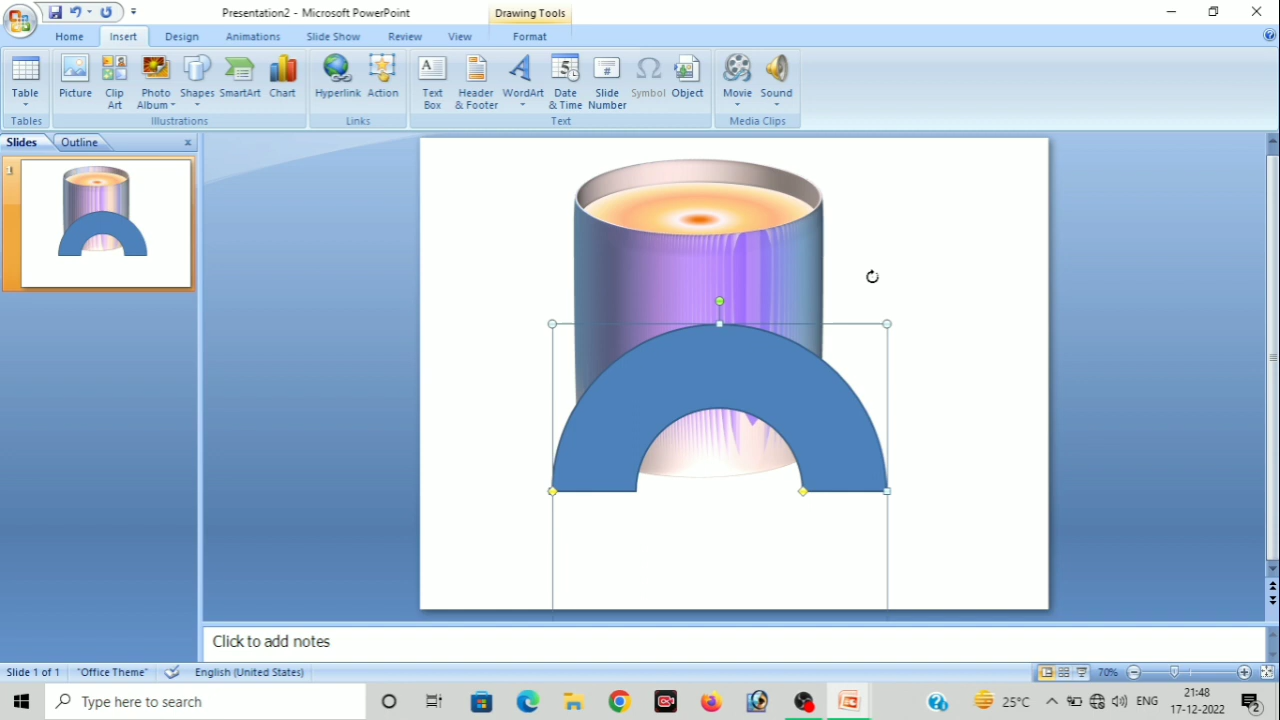 Presentation2 - Microsoft PowerPoint
Drawing Tools
Home Insert Design Animations Slide Show Review View Format
Table
Picture
Clip Art
Photo Album
Shapes
SmartArt
Chart
Hyperlink
Action
Text Box
Header & Footer
WordArt
Date & Time
Slide Number
Symbol
Object
Movie
Sound
Tables Illustrations Links Text Media Clips
Slides Outline
1
Click to add notes
Slide 1 of 1 "Office Theme" English (United States) 70%
Type here to search
25°C
ENG
21:48
17-12-2022
2